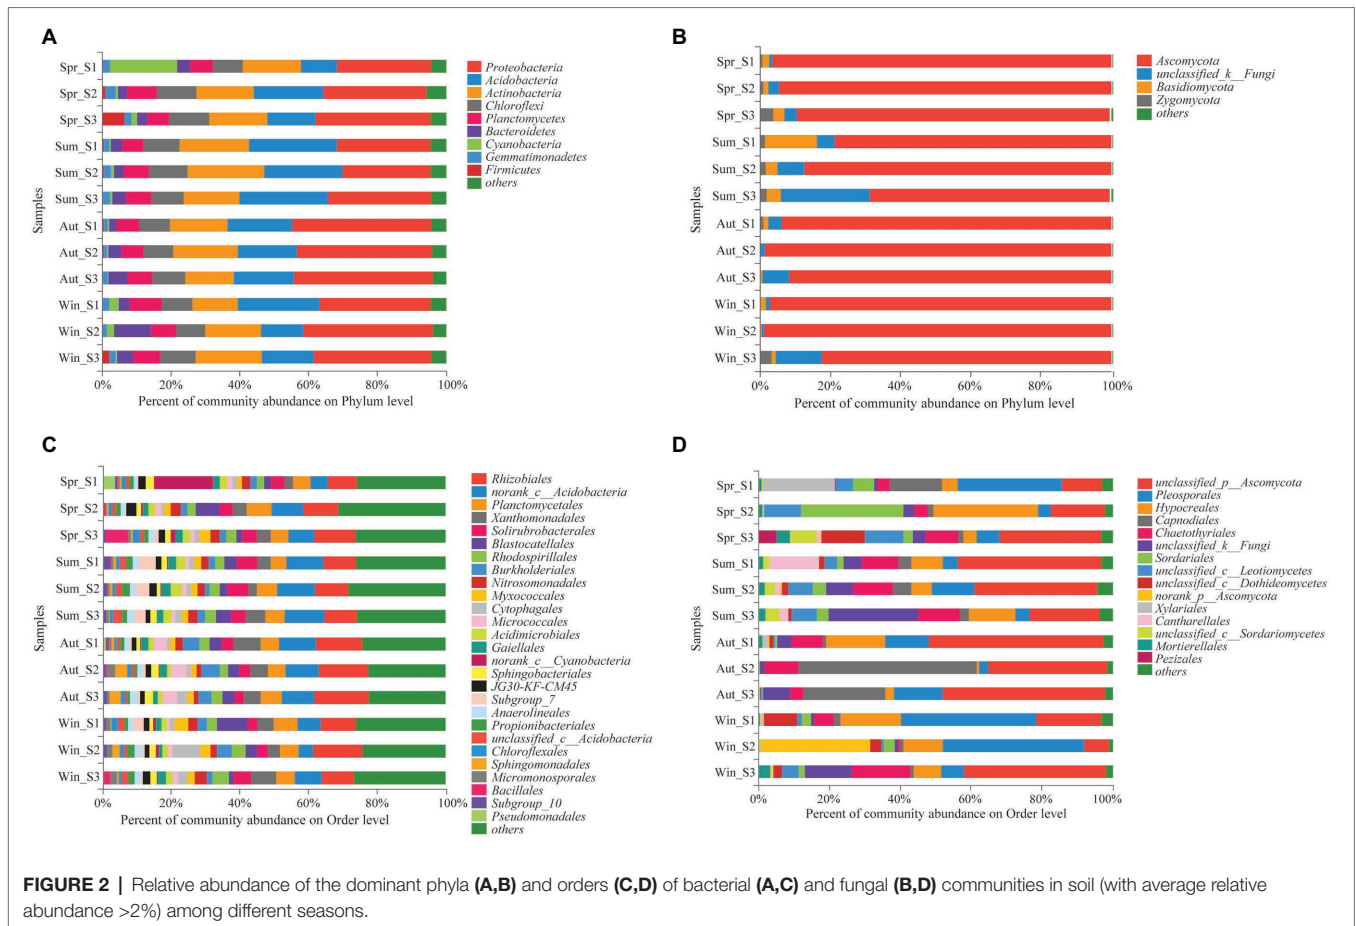 A
Spr_S1
Spr_S2
Spr_S3
Sum_S1
Sum_S2
Sum_S3
Aut_S1
Aut_S2
Aut_S3
Win_S1
Win_S2
Win_S3
Samples
0% 20% 40% 60% 80% 100%
Percent of community abundance on Phylum level
Proteobacteria
Acidobacteria
Actinobacteria
Chloroflexi
Planctomycetes
Bacteroidetes
Cyanobacteria
Gemmatimonadetes
Firmicutes
others
B
Spr_S1
Spr_S2
Spr_S3
Sum_S1
Sum_S2
Sum_S3
Aut_S1
Aut_S2
Aut_S3
Win_S1
Win_S2
Win_S3
Samples
0% 20% 40% 60% 80% 100%
Percent of community abundance on Phylum level
Ascomycota
unclassified_k__Fungi
Basidiomycota
Zygomycota
others
C
Spr_S1
Spr_S2
Spr_S3
Sum_S1
Sum_S2
Sum_S3
Aut_S1
Aut_S2
Aut_S3
Win_S1
Win_S2
Win_S3
Samples
0% 20% 40% 60% 80% 100%
Percent of community abundance on Order level
Rhizobiales
norank_c__Acidobacteria
Planctomycetales
Xanthomonadales
Solirubrobacterales
Blastocatellales
Rhodospirillales
Burkholderiales
Nitrosomonadales
Myxococcales
Cytophagales
Micrococcales
Acidimicrobiales
Gaiellales
norank_c__Cyanobacteria
Sphingobacteriales
JG30-KF-CM45
Subgroup_7
Anaerolineales
Propionibacteriales
unclassified_c__Acidobacteria
Chloroflexales
Sphingomonadales
Micromonosporales
Bacillales
Subgroup_10
Pseudomonadales
others
D
Spr_S1
Spr_S2
Spr_S3
Sum_S1
Sum_S2
Sum_S3
Aut_S1
Aut_S2
Aut_S3
Win_S1
Win_S2
Win_S3
Samples
0% 20% 40% 60% 80% 100%
Percent of community abundance on Order level
unclassified_p__Ascomycota
Pleosporales
Hypocreales
Capnodiales
Chaetothyriales
unclassified_k__Fungi
Sordariales
unclassified_c__Leotiomycetes
unclassified_c__Dothideomycetes
norank_p__Ascomycota
Xylariales
Cantharellales
unclassified_c__Sordariomycetes
Mortierellales
Pezizales
others
FIGURE 2 | Relative abundance of the dominant phyla (A,B) and orders (C,D) of bacterial (A,C) and fungal (B,D) communities in soil (with average relative
abundance >2%) among different seasons.